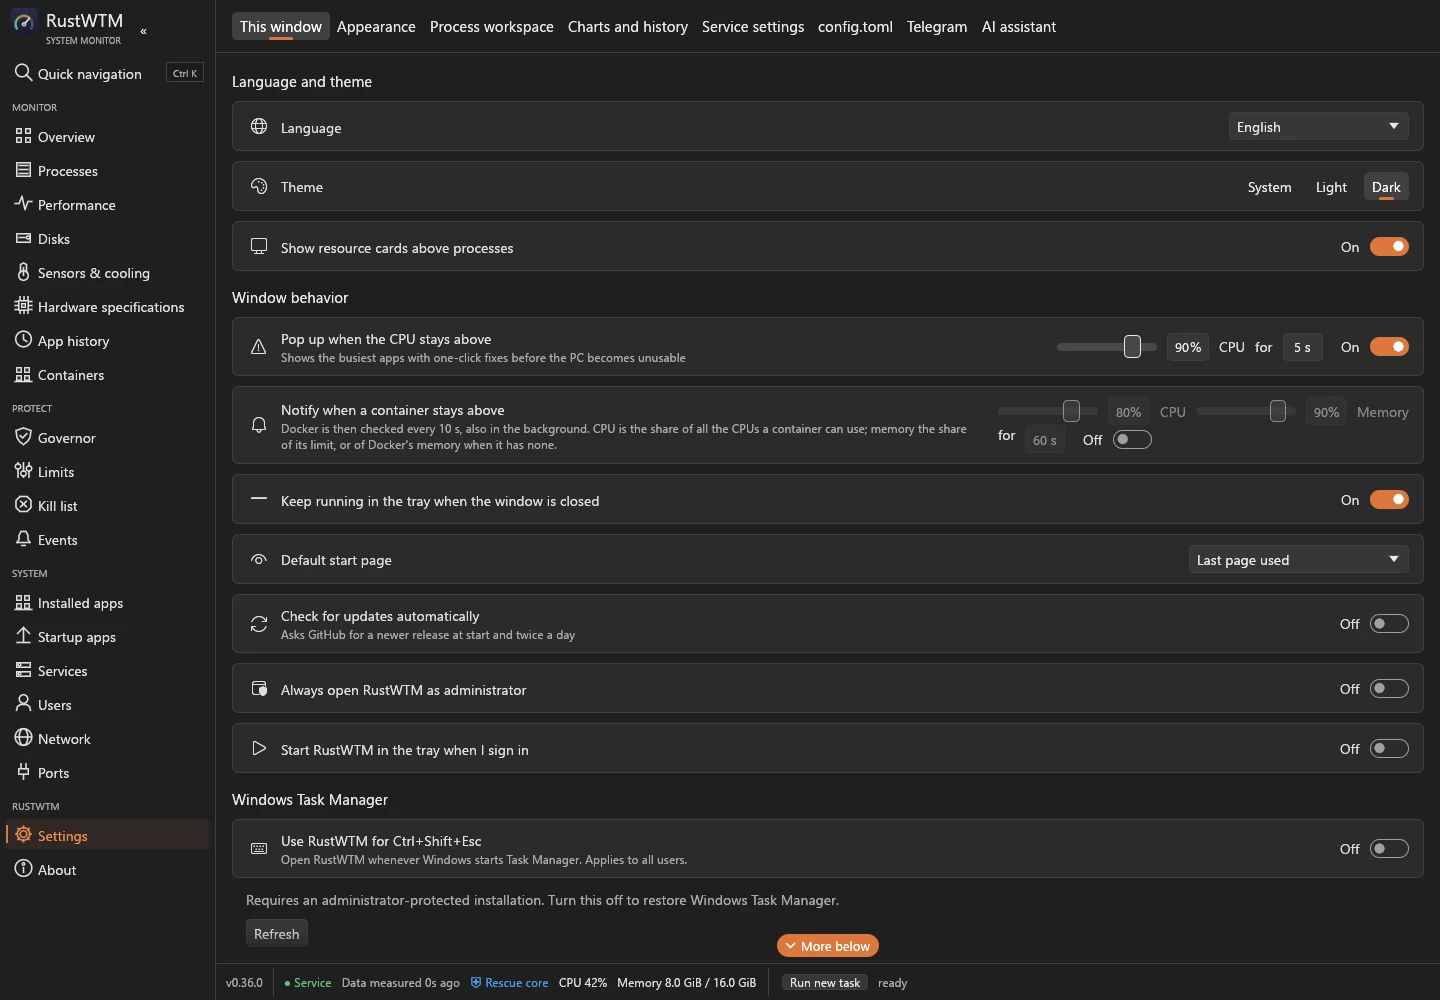 RustWTM
SYSTEM MONITOR
«
Quick navigation
Ctrl K
MONITOR
Overview
Processes
Performance
Disks
Sensors & cooling
Hardware specifications
App history
Containers
PROTECT
Governor
Limits
Kill list
Events
SYSTEM
Installed apps
Startup apps
Services
Users
Network
Ports
RUSTWTM
Settings
About
This window Appearance Process workspace Charts and history Service settings config.toml Telegram AI assistant
Language and theme
Language
English
Theme
System Light Dark
Show resource cards above processes
On
Window behavior
Pop up when the CPU stays above
Shows the busiest apps with one-click fixes before the PC becomes unusable
90% CPU for 5 s On
Notify when a container stays above
Docker is then checked every 10 s, also in the background. CPU is the share of all the CPUs a container can use; memory the share
of its limit, or of Docker's memory when it has none.
80% CPU 90% Memory
for 60 s Off
Keep running in the tray when the window is closed
On
Default start page
Last page used
Check for updates automatically
Asks GitHub for a newer release at start and twice a day
Off
Always open RustWTM as administrator
Off
Start RustWTM in the tray when I sign in
Off
Windows Task Manager
Use RustWTM for Ctrl+Shift+Esc
Open RustWTM whenever Windows starts Task Manager. Applies to all users.
Off
Requires an administrator-protected installation. Turn this off to restore Windows Task Manager.
Refresh
More below
v0.36.0 Service Data measured 0s ago Rescue core CPU 42% Memory 8.0 GiB / 16.0 GiB Run new task ready